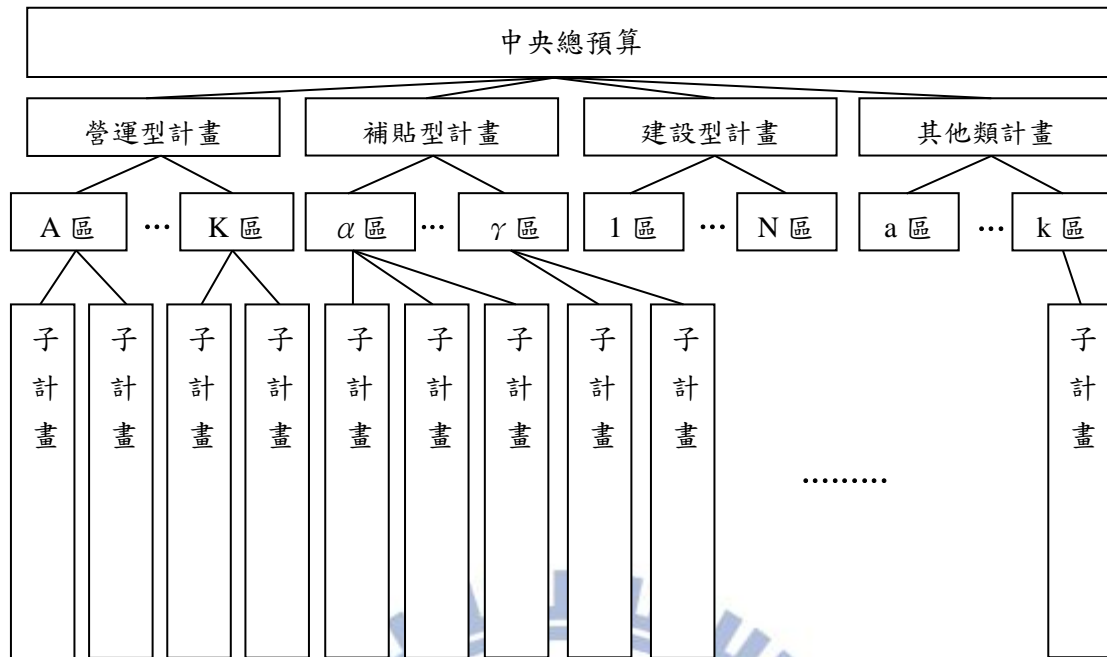 中央總預算
營運型計畫 補貼型計畫 建設型計畫 其他類計畫
A 區 ... K 區 α 區 ... γ 區 1 區 ... N 區 a 區 ... k 區
子計畫 子計畫 子計畫 子計畫 子計畫 子計畫 子計畫 子計畫 子計畫 ......... 子計畫